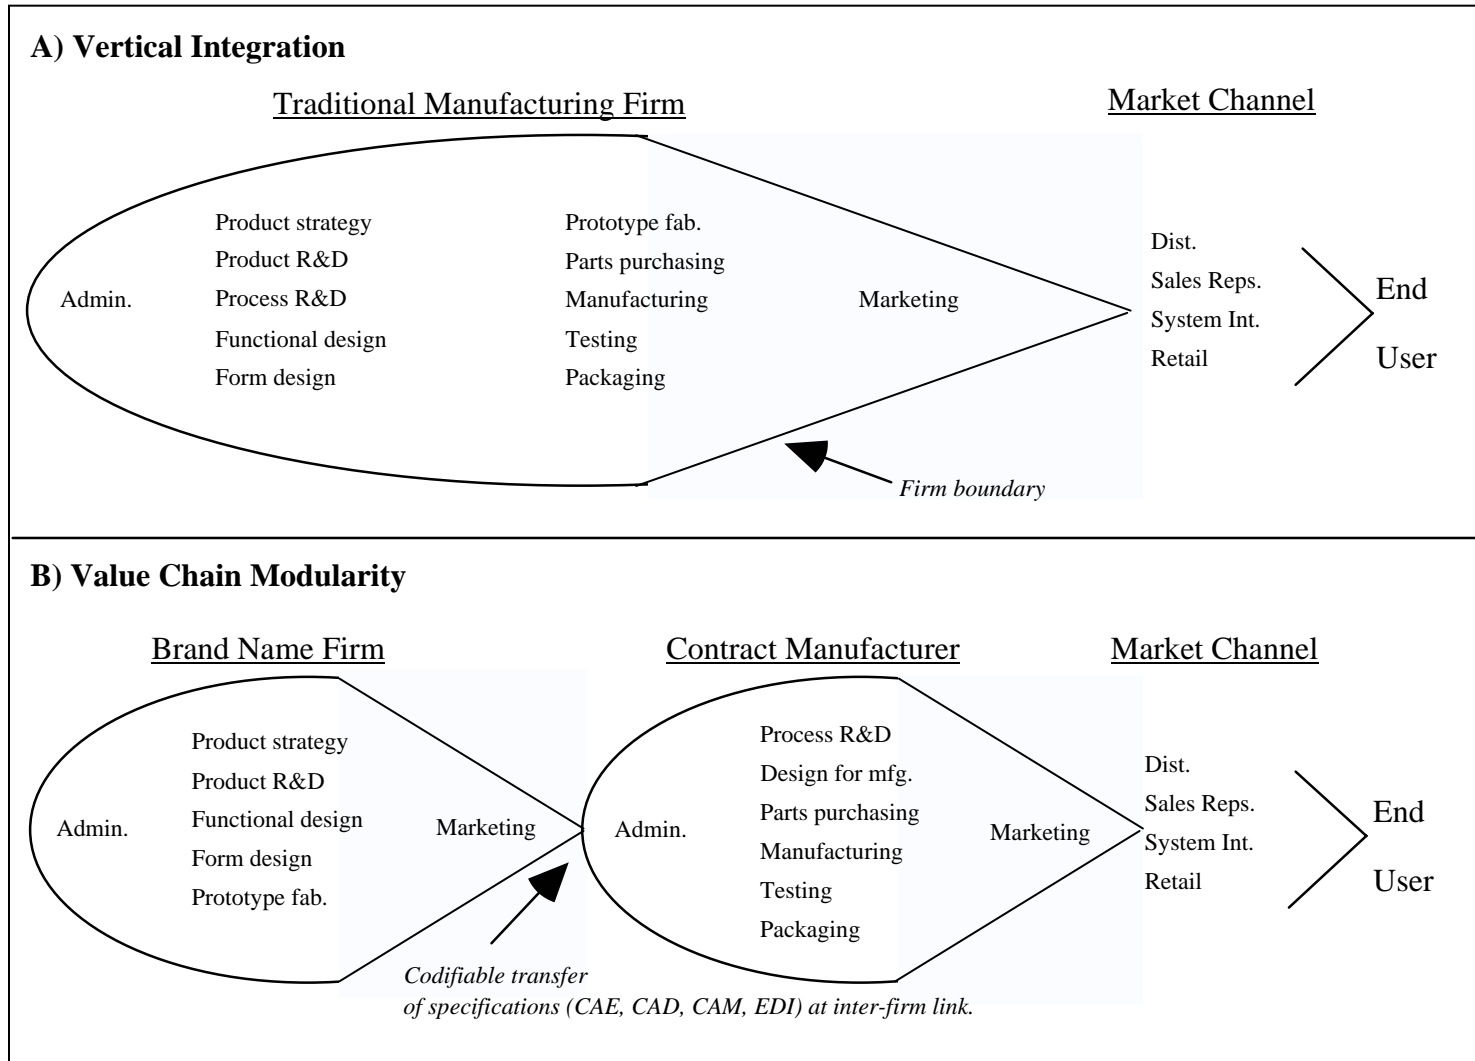 A) Vertical Integration
Traditional Manufacturing Firm
Market Channel
Admin.
Product strategy
Product R&D
Process R&D
Functional design
Form design
Prototype fab.
Parts purchasing
Manufacturing
Testing
Packaging
Marketing
Dist.
Sales Reps.
System Int.
Retail
End
User
Firm boundary
B) Value Chain Modularity
Brand Name Firm
Contract Manufacturer
Market Channel
Admin.
Product strategy
Product R&D
Functional design
Form design
Prototype fab.
Marketing
Admin.
Process R&D
Design for mfg.
Parts purchasing
Manufacturing
Testing
Packaging
Marketing
Dist.
Sales Reps.
System Int.
Retail
End
User
Codifiable transfer
of specifications (CAE, CAD, CAM, EDI) at inter-firm link.